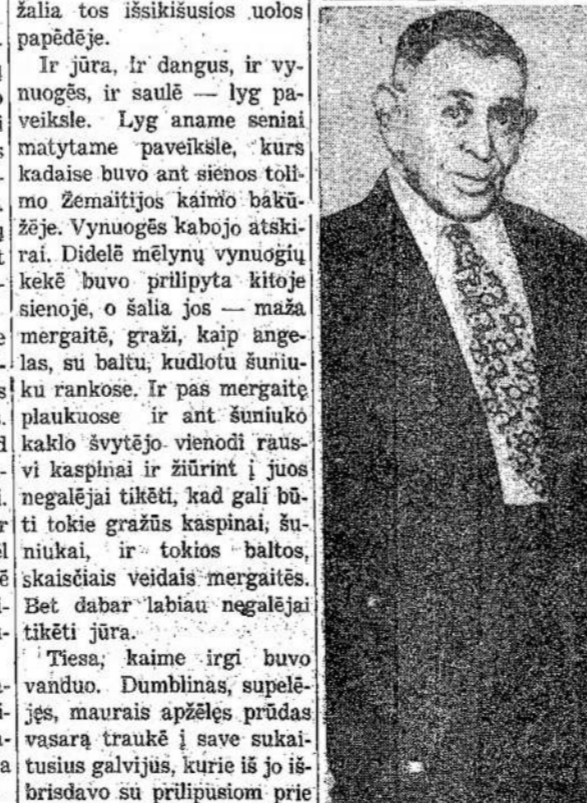 žalia tos išsikišusios uolos
papėdėje.
Ir jūra, ir dangus, ir vy-
nuogės, ir saulė — lyg pa-
veiksle. Lyg aname seniai
matytame paveiksle, kurs
kadaise buvo ant sienos toli-
mo Žemaitijos kaimo bakū-
žėje. Vynuogės kabojo atski-
rai. Didelė mėlynų vynuogių
kekė buvo prilipyta kitoje
sienoje, o šalia jos — maža
mergaitė, graži, kaip ange-
las, su baltu, kudlotu šuniu-
ku rankose. Ir pas mergaitę
plaukuose ir ant šuniuko
kaklo švytėjo vienodi raus-
vi kaspinai ir žiūrint į juos
negalėjai tikėti, kad gali bū-
ti tokie gražūs kaspinai, šu-
niukai, ir tokios baltos,
skaisčiais veidais mergaitės.
Bet dabar labiau negalėjai
tikėti jūra.
Tiesa, kaime irgi buvo
vanduo. Dumblinas, supelė-
jęs, maurais apžėlęs prūdas
vasarą traukė į save sukai-
tusius galvijus, kurie iš jo iš-
brisdavo su prilipusiom prie